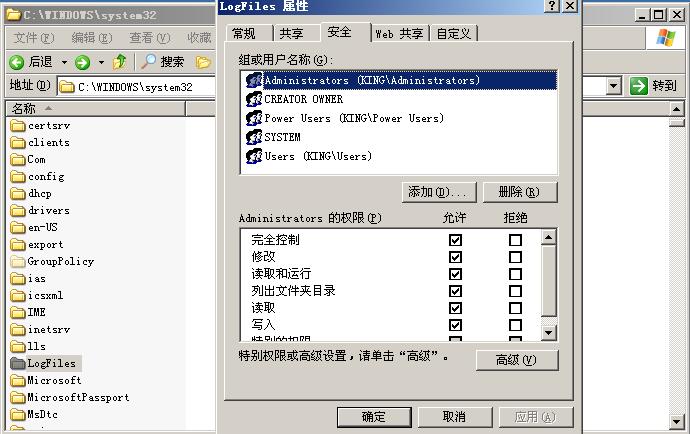 C:\WINDOWS\system32
文件(F) 编辑(E) 查看(V) 收藏
后退 搜索
地址(D) C:\WINDOWS\system32 转到
名称
certsrv
clients
Com
config
dhcp
drivers
en-US
export
GroupPolicy
ias
icsxml
IME
inetsrv
lls
LogFiles
Microsoft
MicrosoftPassport
MsDtc
LogFiles 属性
常规 共享 安全 Web 共享 自定义
组或用户名称(G):
Administrators (KING\Administrators)
CREATOR OWNER
Power Users (KING\Power Users)
SYSTEM
Users (KING\Users)
添加(D)... 删除(R)
Administrators 的权限(P) 允许 拒绝
完全控制
修改
读取和运行
列出文件夹目录
读取
写入
特别的权限
特别权限或高级设置，请单击“高级”。
高级(V)
确定 取消 应用(A)